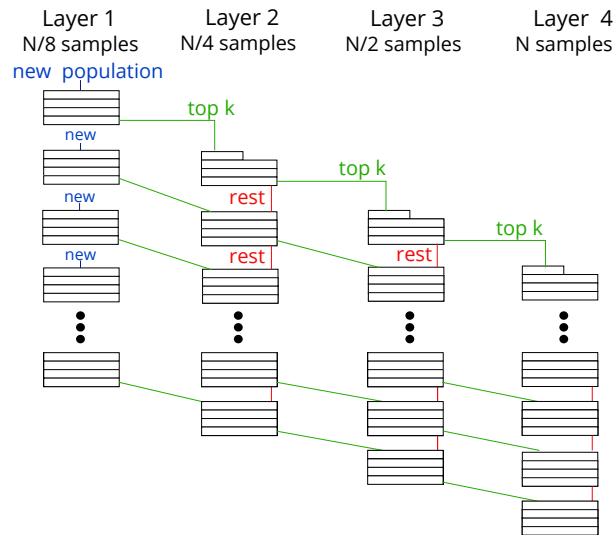 Layer 1
N/8 samples
Layer 2
N/4 samples
Layer 3
N/2 samples
Layer 4
N samples
new population
top k
new
top k
new
rest
top k
new
rest
rest